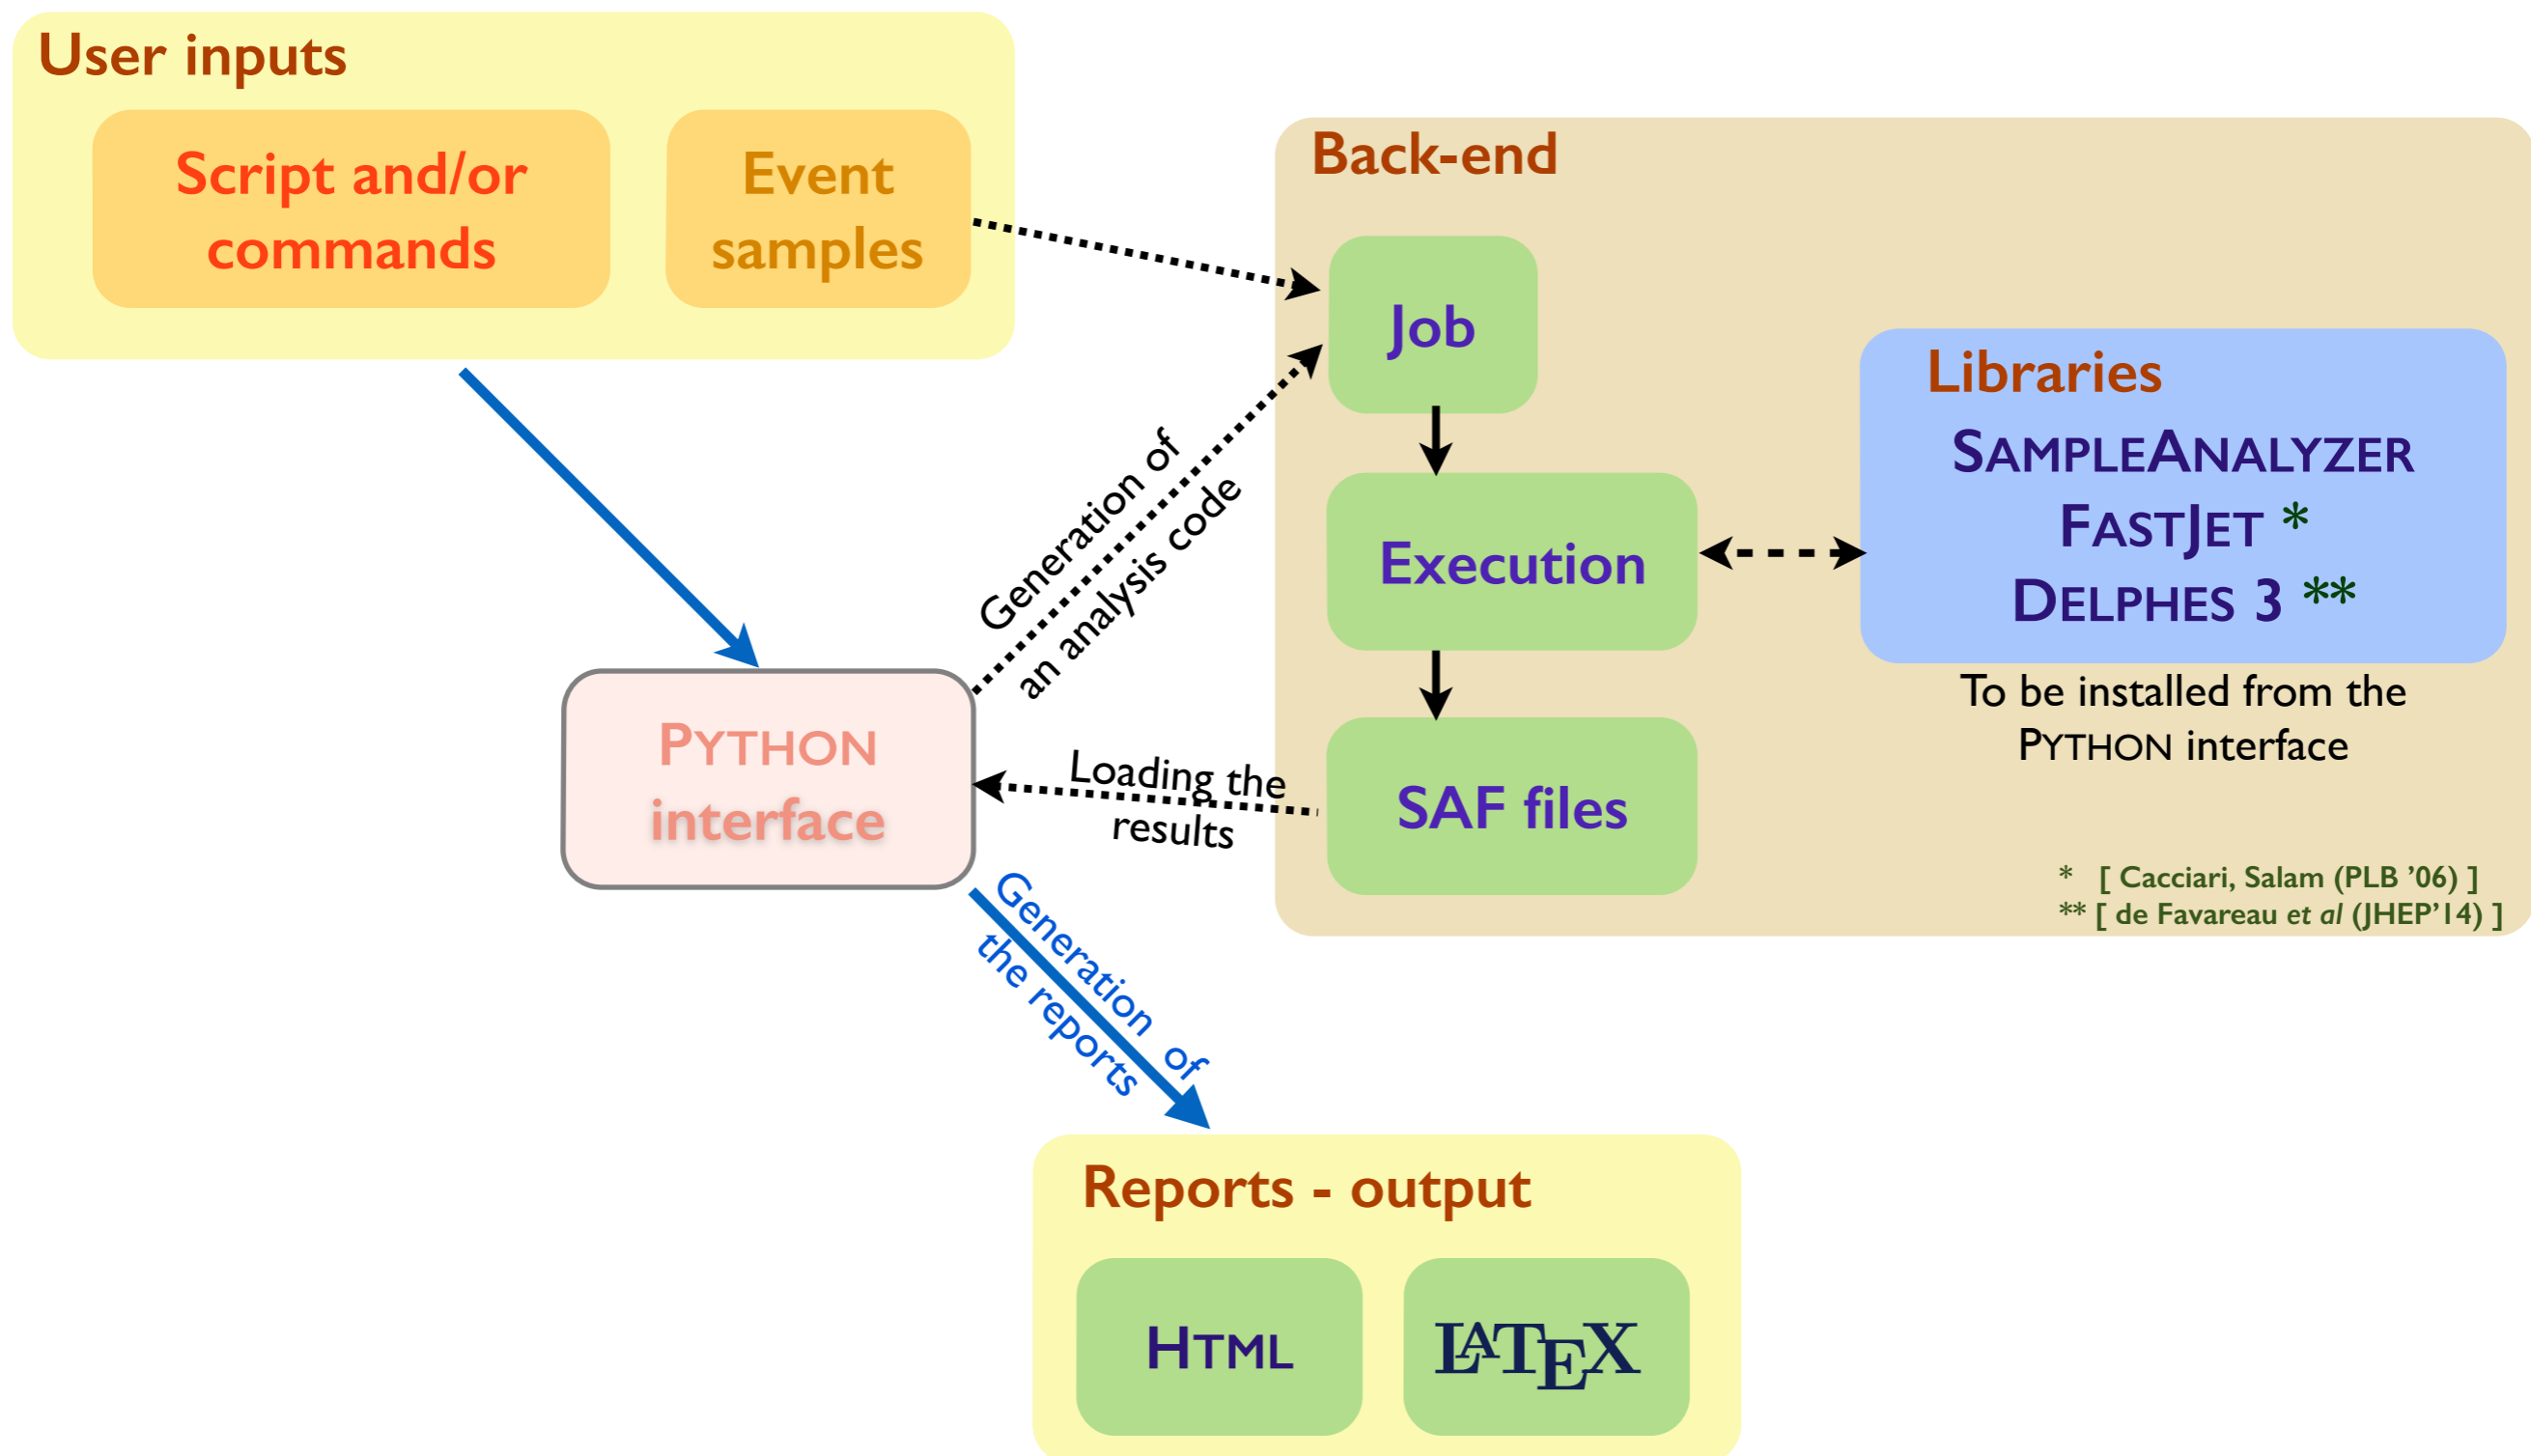 User inputs
Script and/or
commands
Event
samples
Back-end
Job
Execution
SAF files
Libraries
SAMPLEANALYZER
FASTJET *
DELPHES 3 **
To be installed from the
PYTHON interface
* [ Cacciari, Salam (PLB ’06) ]
** [ de Favareau et al (JHEP’14) ]
Generation of
an analysis code
PYTHON
interface
Loading the
results
Generation of
the reports
Reports - output
HTML
LATEX